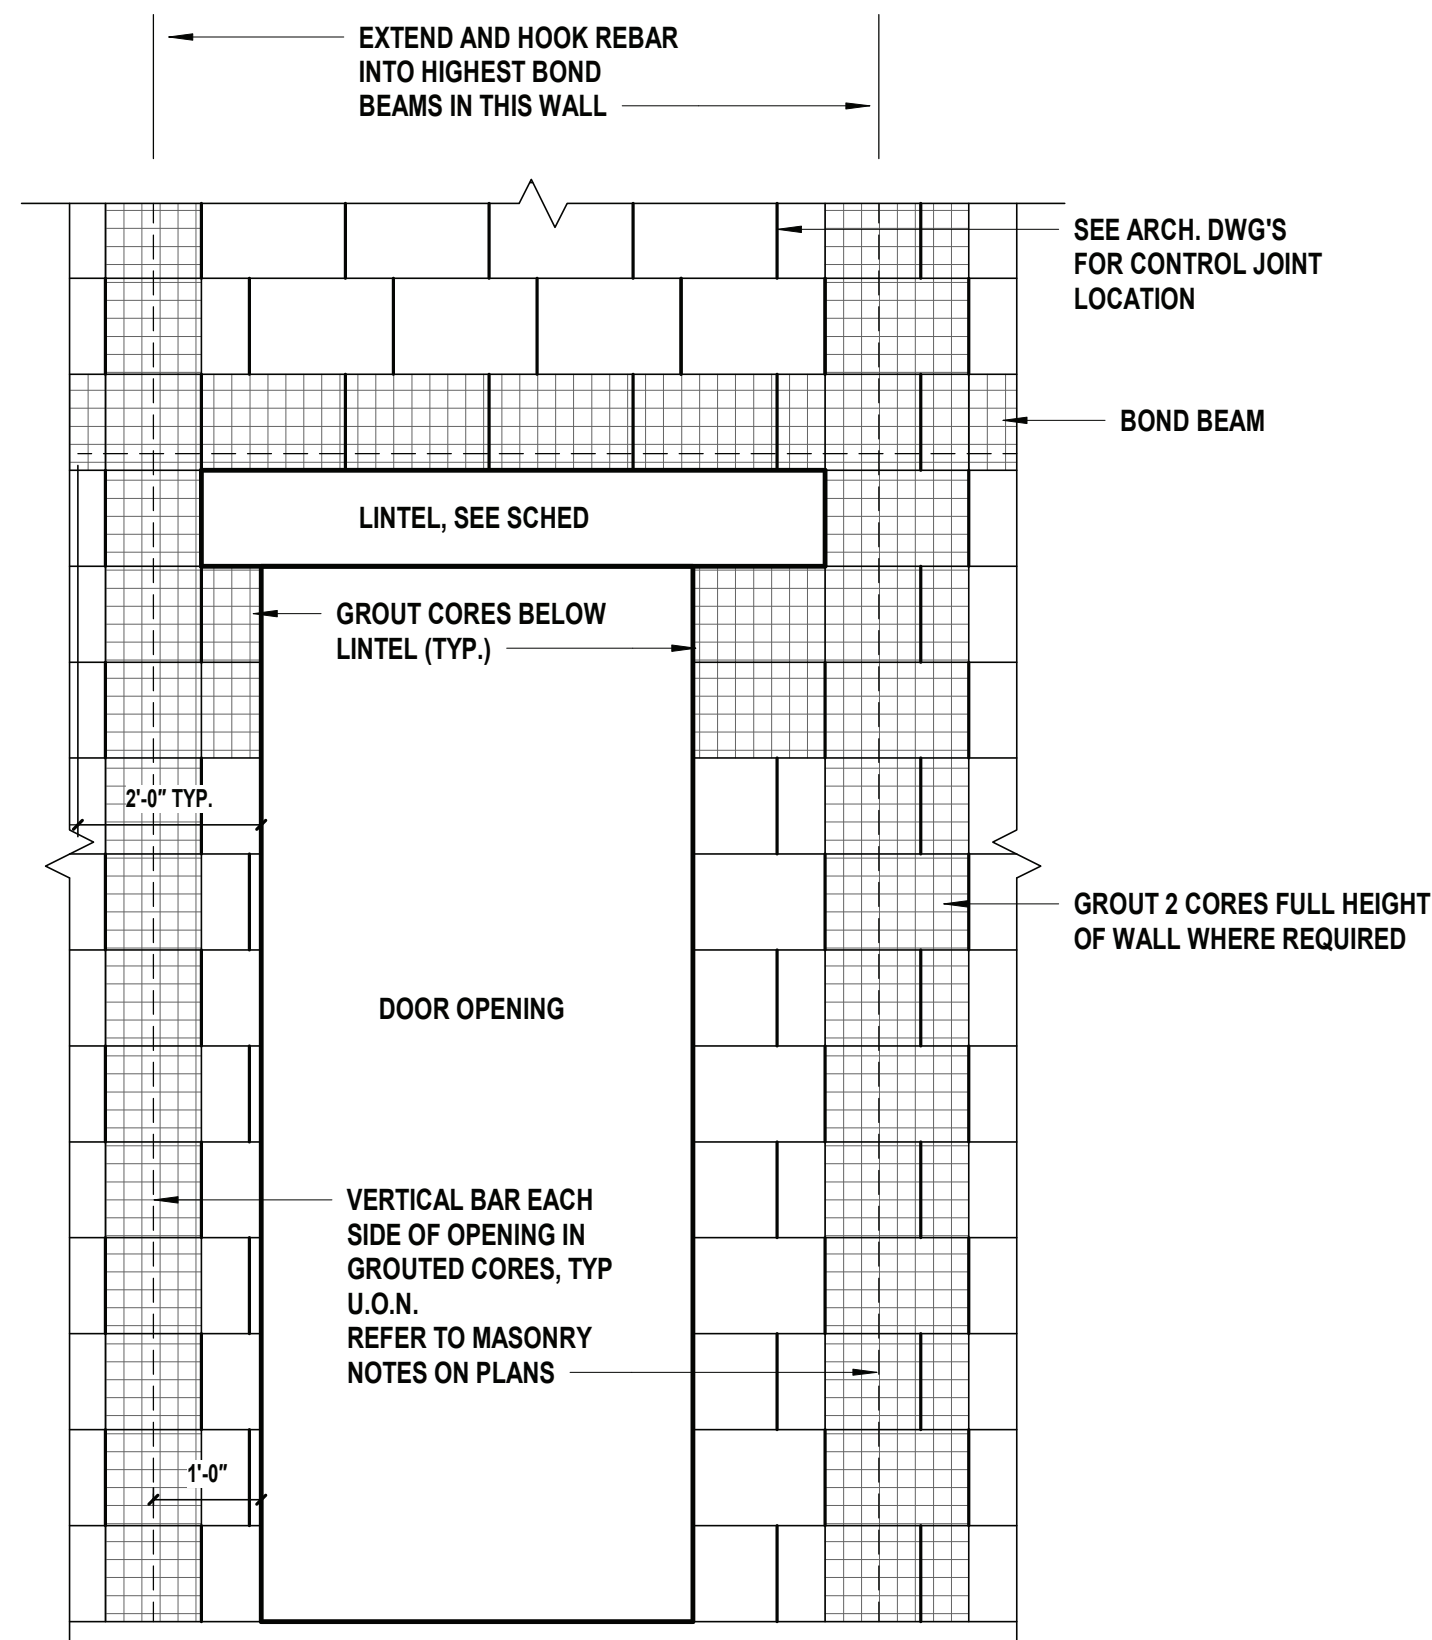 EXTEND AND HOOK REBAR
INTO HIGHEST BOND
BEAMS IN THIS WALL
SEE ARCH. DWG'S
FOR CONTROL JOINT
LOCATION
BOND BEAM
LINTEL, SEE SCHED
GROUT CORES BELOW
LINTEL (TYP.)
2'-0" TYP.
GROUT 2 CORES FULL HEIGHT
OF WALL WHERE REQUIRED
DOOR OPENING
VERTICAL BAR EACH
SIDE OF OPENING IN
GROUTED CORES, TYP
U.O.N.
REFER TO MASONRY
NOTES ON PLANS
1'-0"